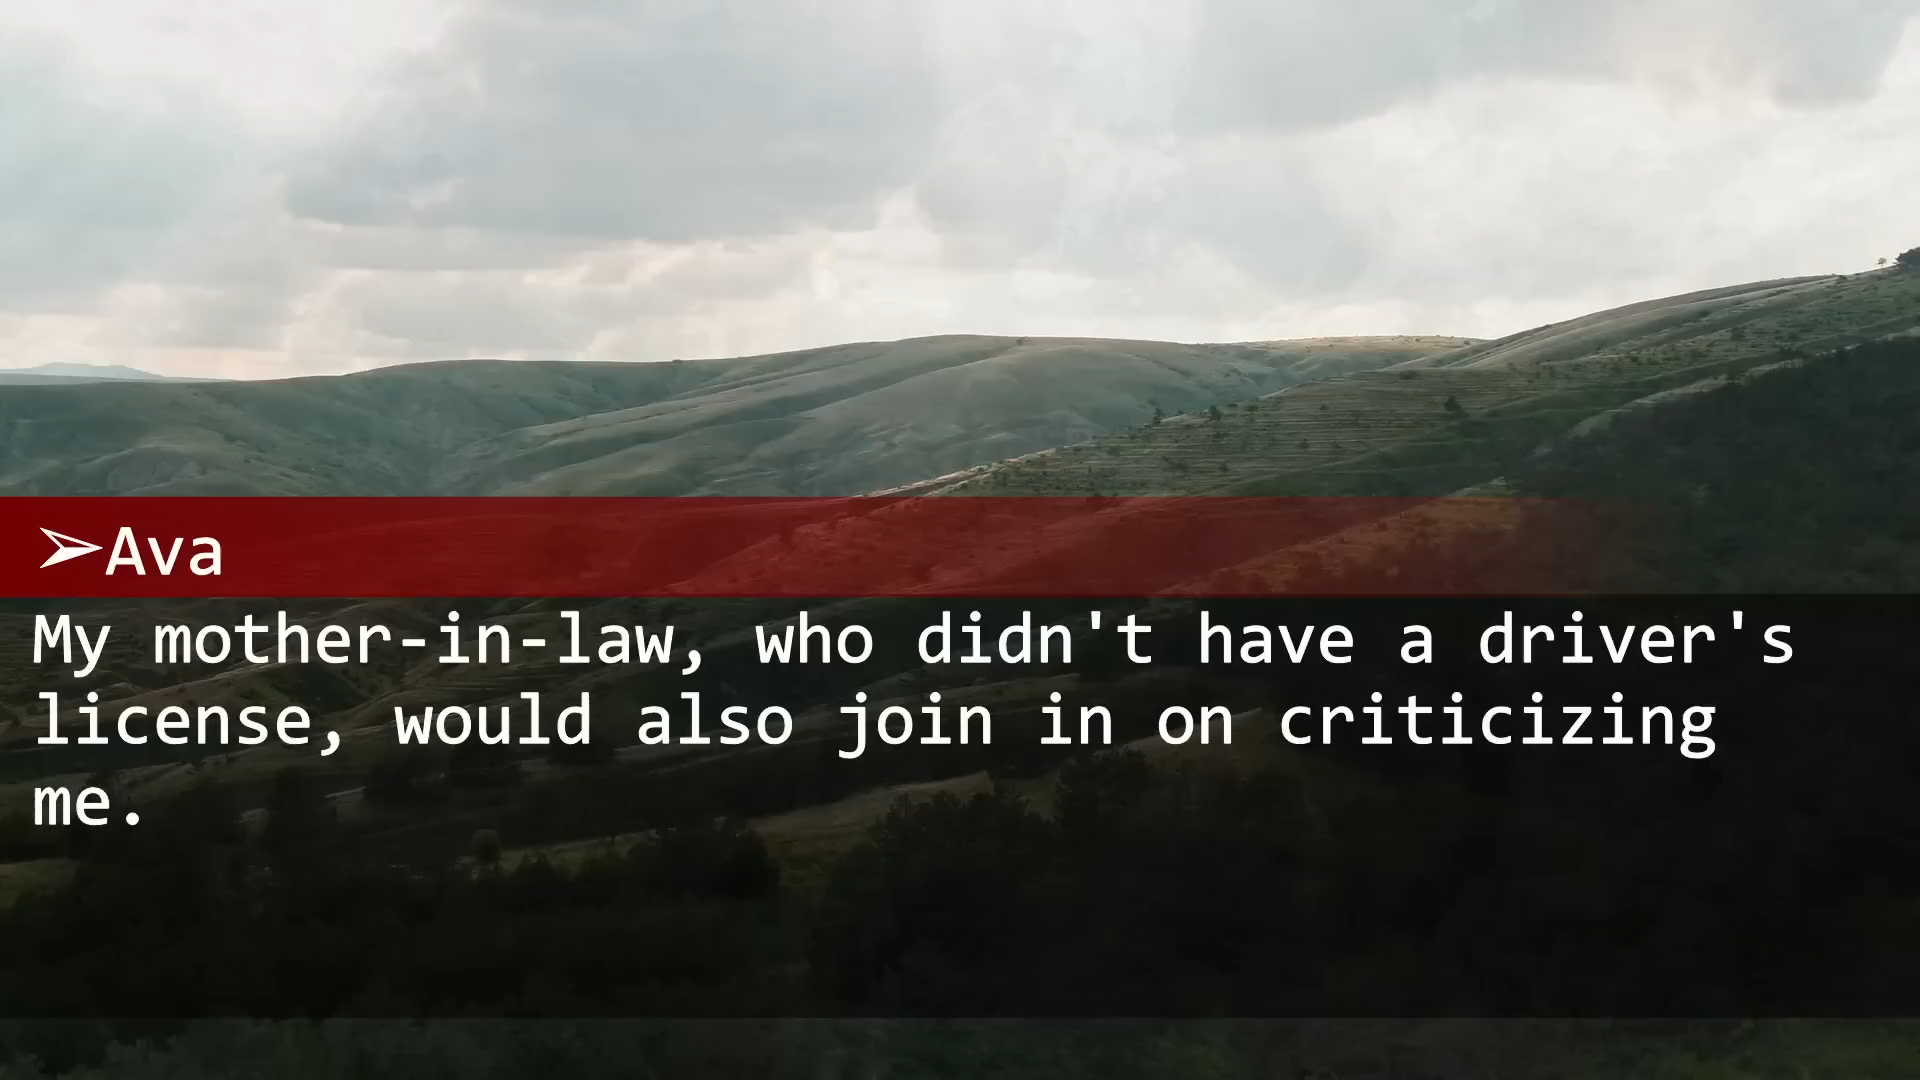 ➢Ava
My mother-in-law, who didn't have a driver's
license, would also join in on criticizing
me.